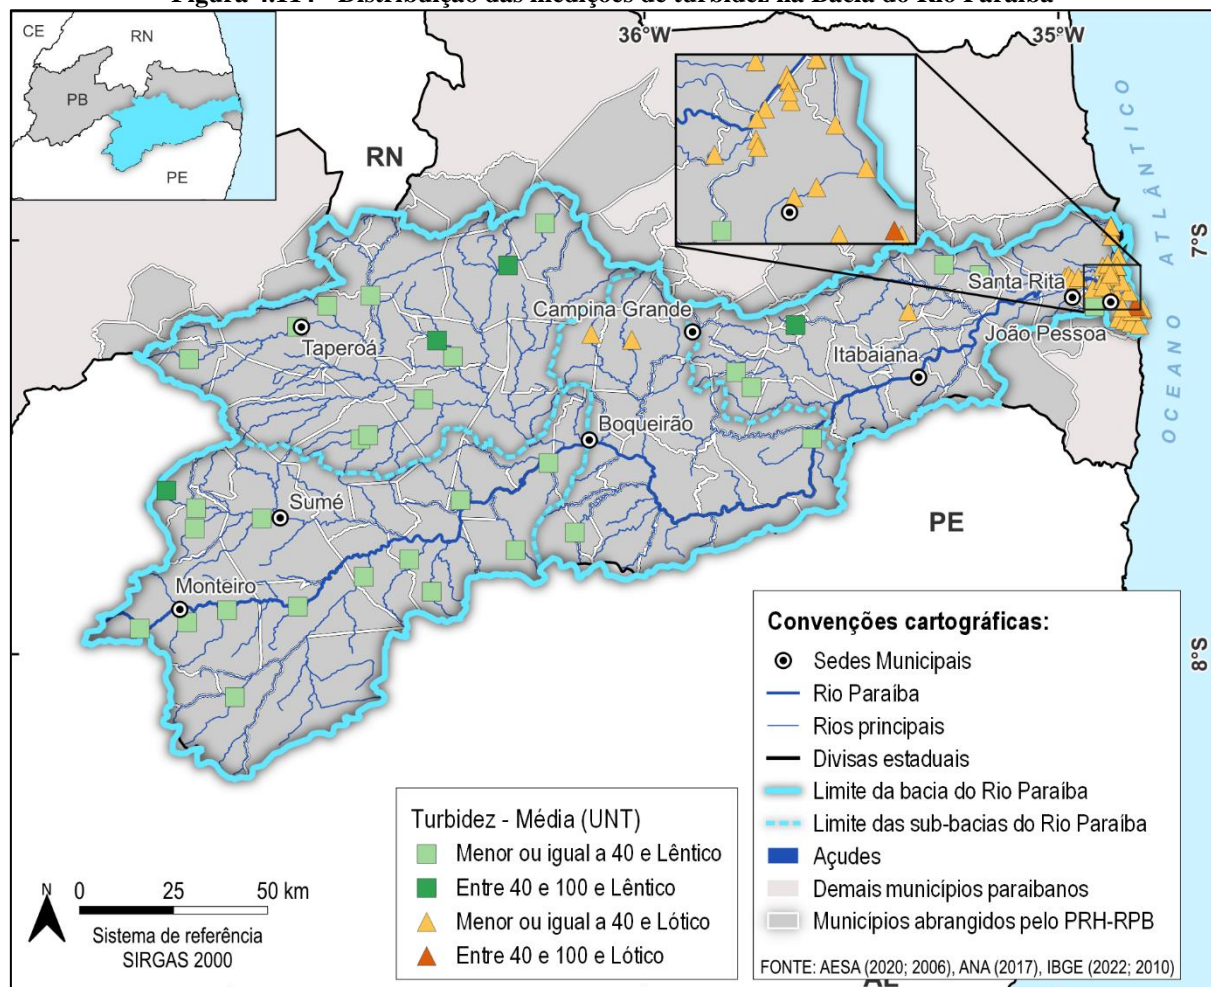 Figura 4.114 - Distribuição das medições de turbidez na Bacia do Rio Paraíba
36°W
35°W
CE
RN
PB
PE
RN
OCEANO ATLÂNTICO
7°S
Santa Rita
Campina Grande
João Pessoa
Taperoá
Itabaiana
Boqueirão
Sumé
PE
Monteiro
8°S
Convenções cartográficas:
Sedes Municipais
Rio Paraíba
Rios principais
Divisas estaduais
Limite da bacia do Rio Paraíba
Limite das sub-bacias do Rio Paraíba
Açudes
Demais municípios paraibanos
Municípios abrangidos pelo PRH-RPB
FONTE: AESA (2020; 2006), ANA (2017), IBGE (2022; 2010)
Turbidez - Média (UNT)
Menor ou igual a 40 e Lêntico
Entre 40 e 100 e Lêntico
Menor ou igual a 40 e Lótico
Entre 40 e 100 e Lótico
N
0 25 50 km
Sistema de referência
SIRGAS 2000